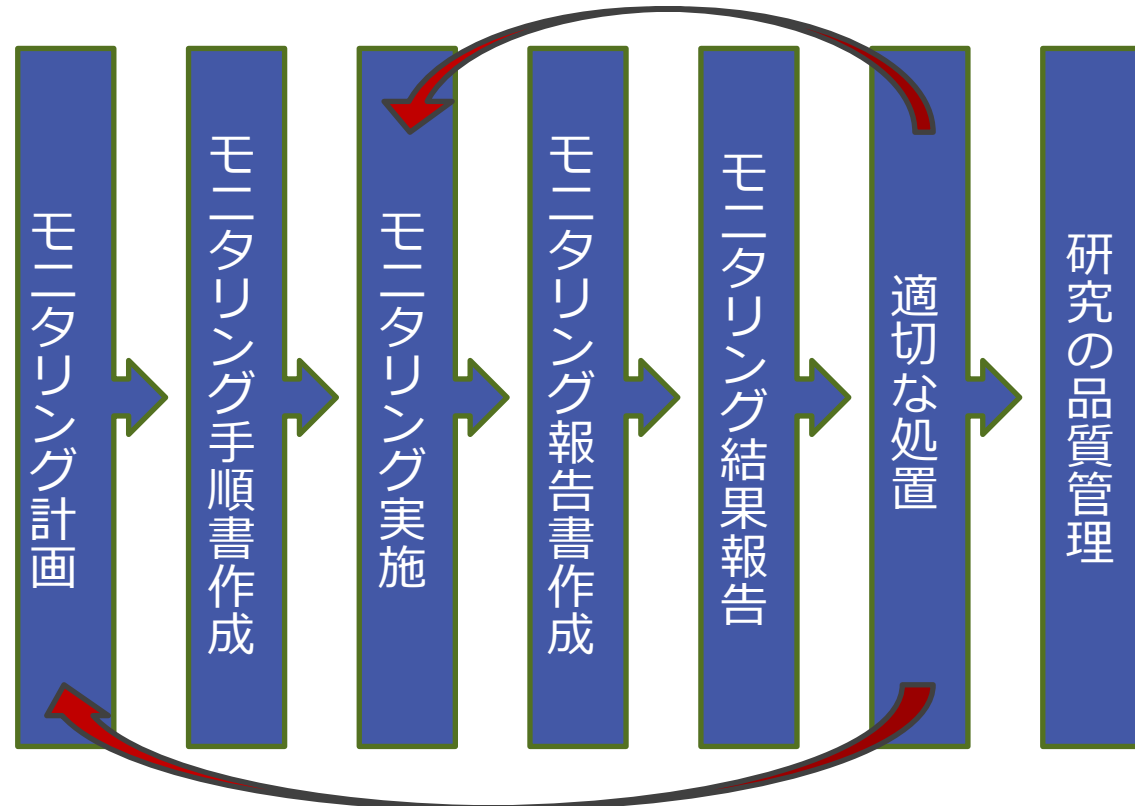 モニタリング計画
モニタリング手順書作成
モニタリング実施
モニタリング報告書作成
モニタリング結果報告
適切な処置
研究の品質管理